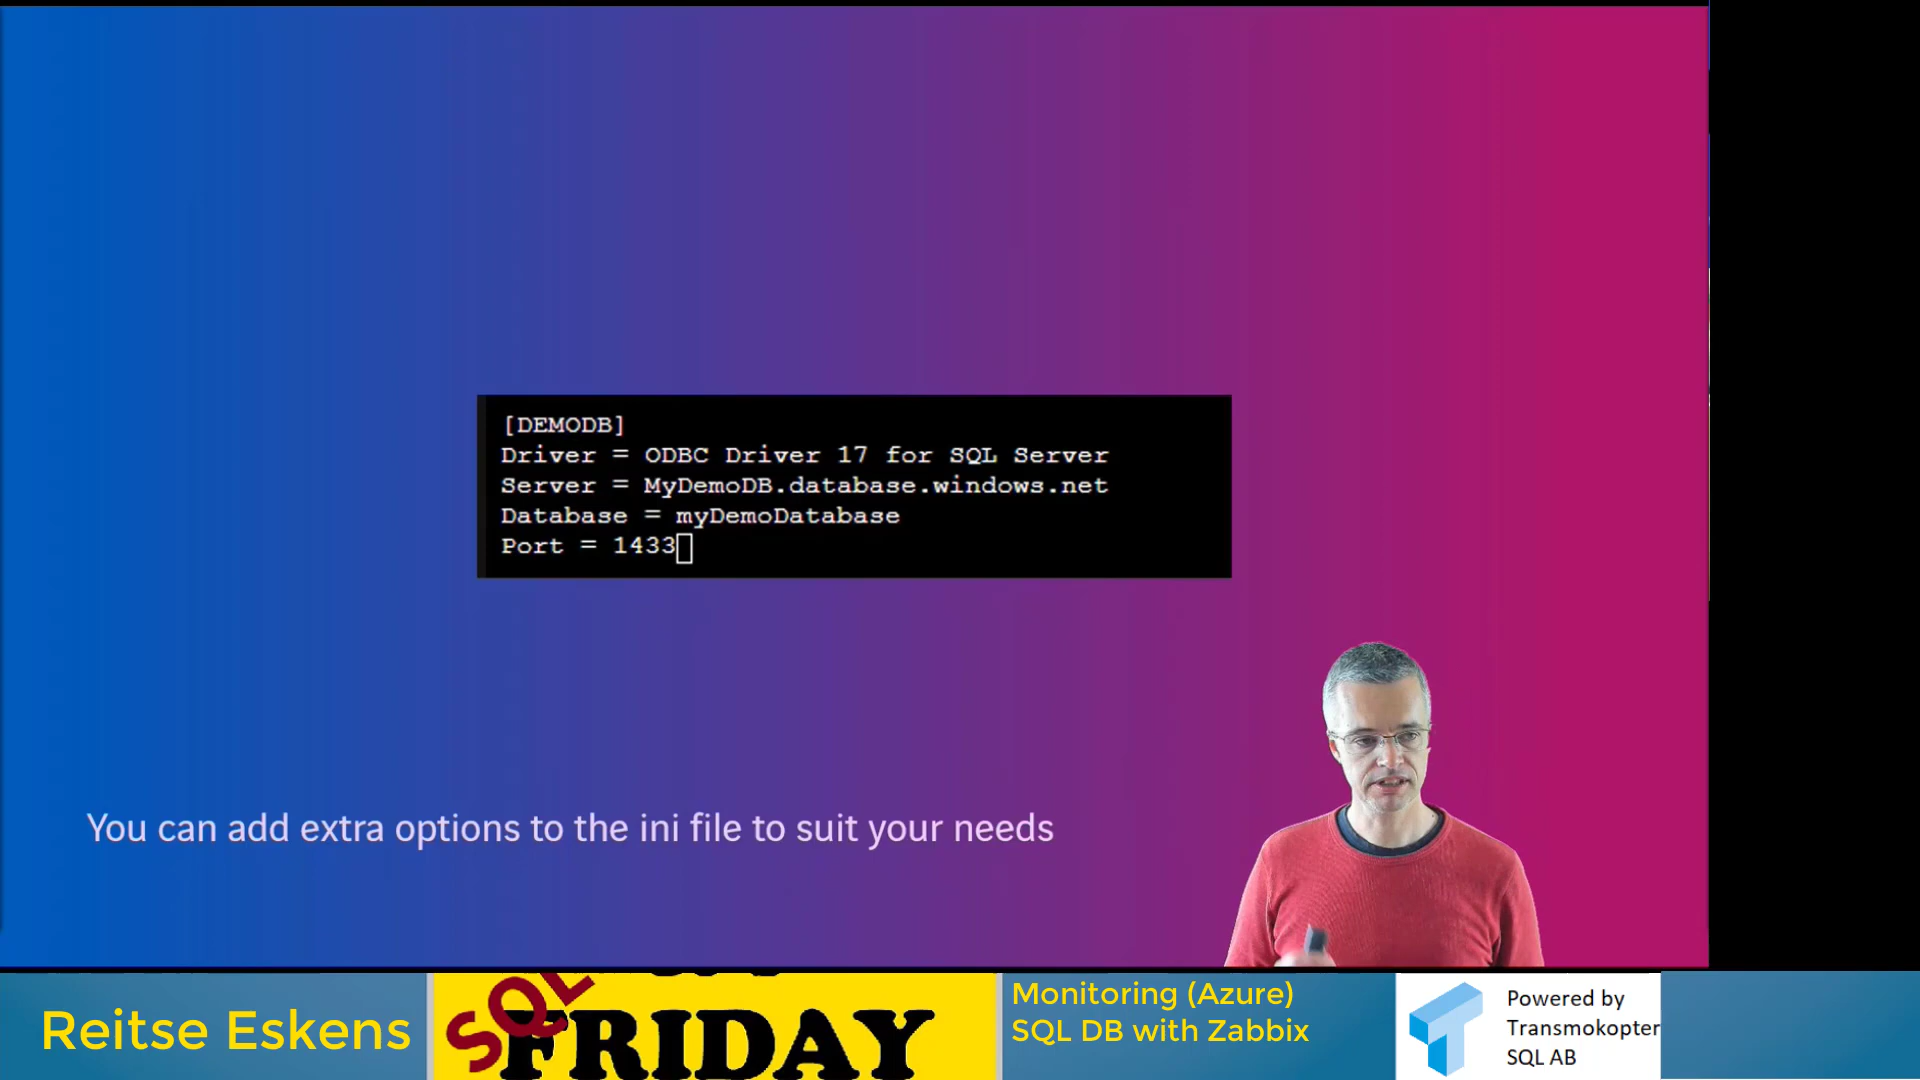 [DEMODB]
Driver = ODBC Driver 17 for SQL Server
Server = MyDemoDB.database.windows.net
Database = myDemoDatabase
Port = 1433
You can add extra options to the ini file to suit your needs
Reitse Eskens
SQL
FRIDAY
Monitoring (Azure)
SQL DB with Zabbix
Powered by
Transmokopter
SQL AB